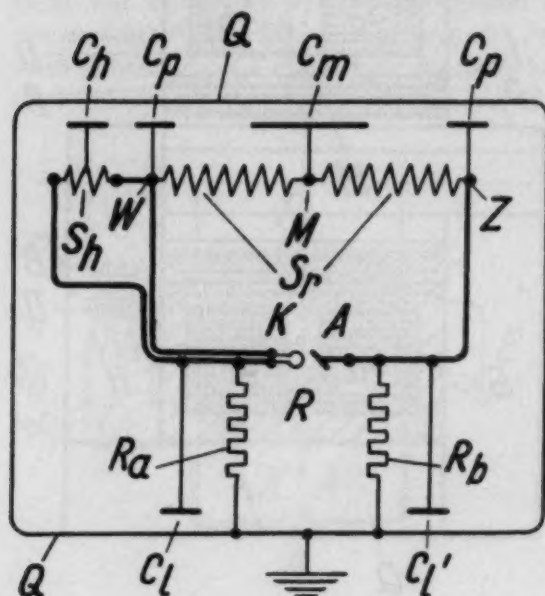 Q
Ch Cp Cm Cp
Sh W M Z
Sr
K A
R
Ra Rb
Q Cl Cl'